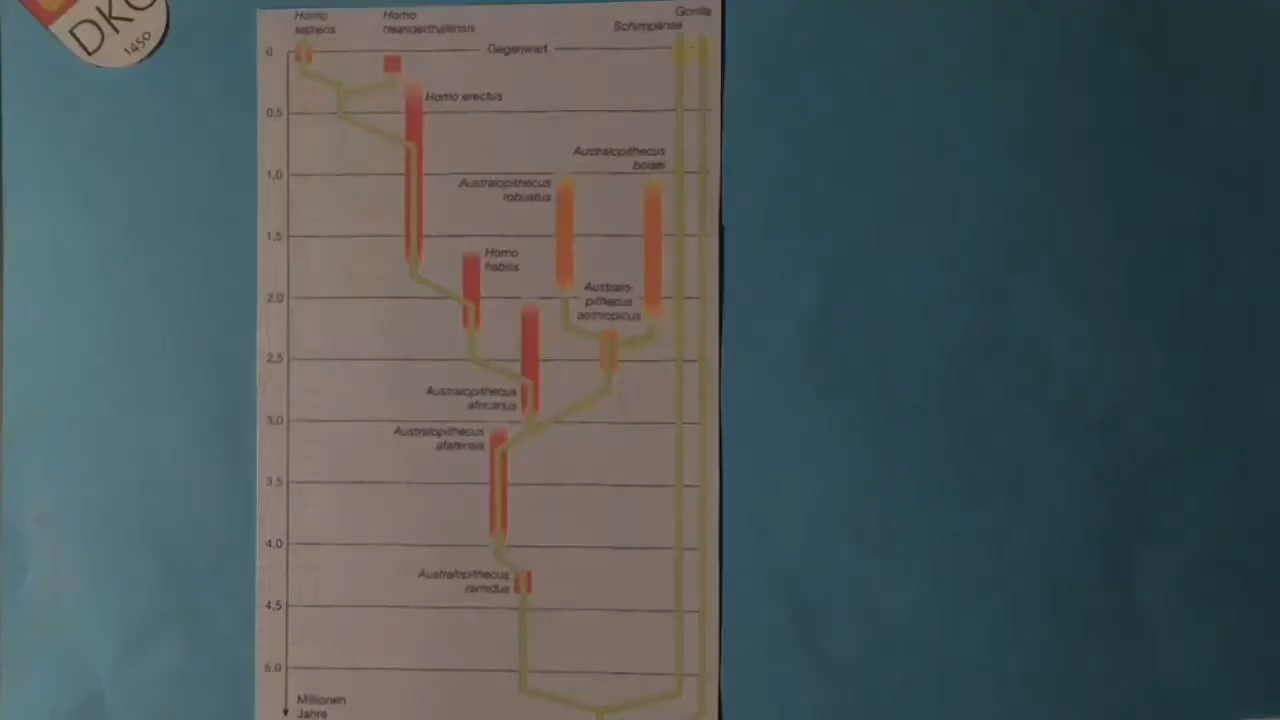 DKG
1450
Homo
sapiens
Homo
neanderthalensis
Schimpanse
Gorilla
0
Gegenwart
Homo erectus
0,5
Australopithecus
boisei
1,0
Australopithecus
robustus
1,5
Homo
habilis
Australo-
pithecus
aethiopicus
2,0
2,5
Australopithecus
africanus
3,0
Australopithecus
afarensis
3,5
4,0
Australopithecus
ramidus
4,5
5,0
Millionen
Jahre